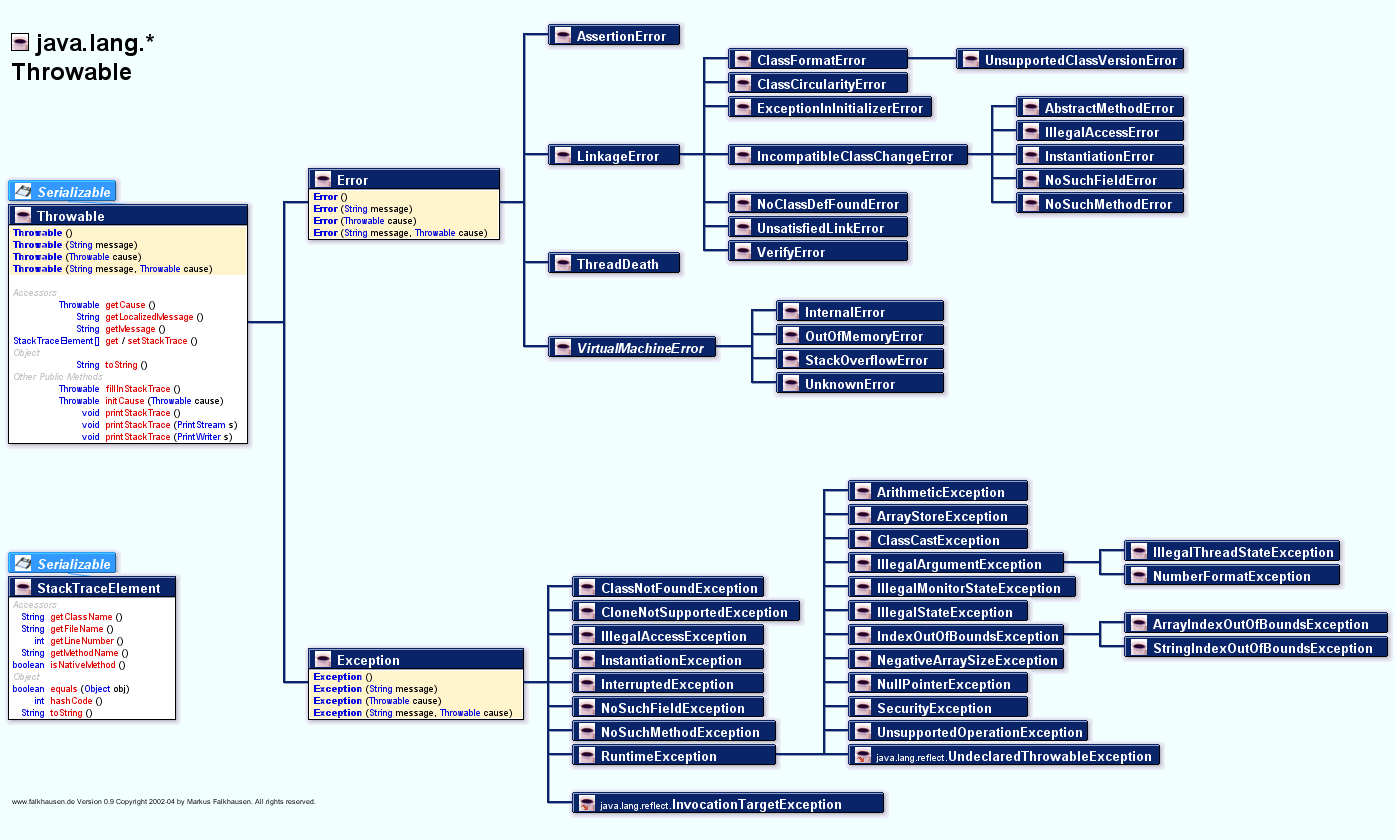 java.lang.*
Throwable
Serializable
Throwable
Throwable ()
Throwable (String message)
Throwable (Throwable cause)
Throwable (String message, Throwable cause)
Accessors
Throwable getCause ()
String getLocalizedMessage ()
String getMessage ()
StackTraceElement[] get / setStackTrace ()
Object
String toString ()
Other Public Methods
Throwable fillInStackTrace ()
Throwable initCause (Throwable cause)
void printStackTrace ()
void printStackTrace (PrintStream s)
void printStackTrace (PrintWriter s)
Serializable
StackTraceElement
Accessors
String getClassName ()
String getFileName ()
int getLineNumber ()
String getMethodName ()
boolean isNativeMethod ()
Object
boolean equals (Object obj)
int hashCode ()
String toString ()
Error
Error ()
Error (String message)
Error (Throwable cause)
Error (String message, Throwable cause)
AssertionError
LinkageError
ClassFormatError
UnsupportedClassVersionError
ClassCircularityError
ExceptionInInitializerError
IncompatibleClassChangeError
AbstractMethodError
IllegalAccessError
InstantiationError
NoSuchFieldError
NoSuchMethodError
NoClassDefFoundError
UnsatisfiedLinkError
VerifyError
ThreadDeath
VirtualMachineError
InternalError
OutOfMemoryError
StackOverflowError
UnknownError
Exception
Exception ()
Exception (String message)
Exception (Throwable cause)
Exception (String message, Throwable cause)
ClassNotFoundException
CloneNotSupportedException
IllegalAccessException
InstantiationException
InterruptedException
NoSuchFieldException
NoSuchMethodException
RuntimeException
ArithmeticException
ArrayStoreException
ClassCastException
IllegalArgumentException
IllegalThreadStateException
NumberFormatException
IllegalMonitorStateException
IllegalStateException
IndexOutOfBoundsException
ArrayIndexOutOfBoundsException
StringIndexOutOfBoundsException
NegativeArraySizeException
NullPointerException
SecurityException
UnsupportedOperationException
java.lang.reflect.UndeclaredThrowableException
java.lang.reflect.InvocationTargetException
www.falkhausen.de Version 0.9 Copyright 2002-04 by Markus Falkhausen. All rights reserved.